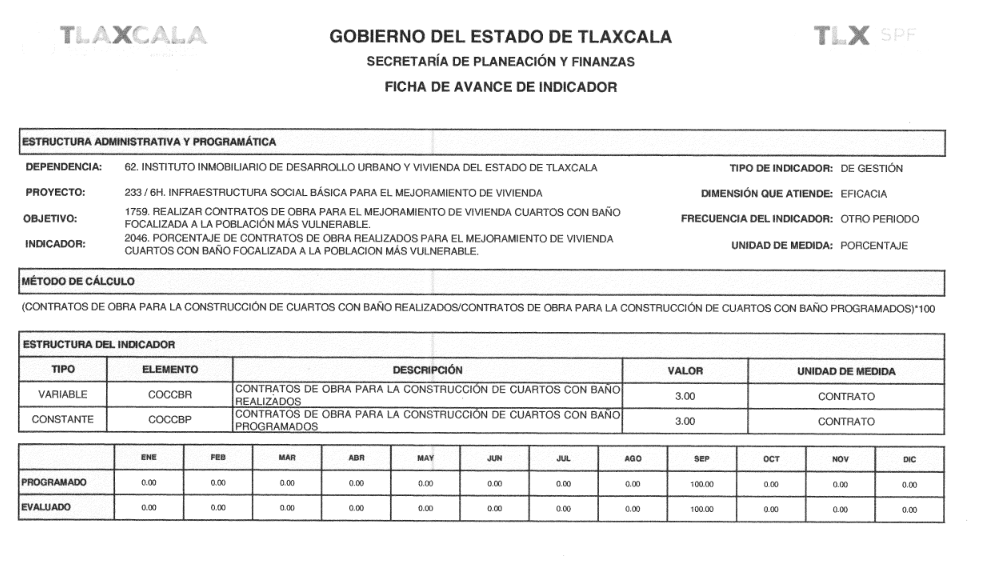 TLAXCALA
GOBIERNO DEL ESTADO DE TLAXCALA
TLX SPF
SECRETARÍA DE PLANEACIÓN Y FINANZAS
FICHA DE AVANCE DE INDICADOR
ESTRUCTURA ADMINISTRATIVA Y PROGRAMÁTICA
DEPENDENCIA: 62. INSTITUTO INMOBILIARIO DE DESARROLLO URBANO Y VIVIENDA DEL ESTADO DE TLAXCALA TIPO DE INDICADOR: DE GESTIÓN
PROYECTO: 233 / 6H. INFRAESTRUCTURA SOCIAL BÁSICA PARA EL MEJORAMIENTO DE VIVIENDA DIMENSIÓN QUE ATIENDE: EFICACIA
OBJETIVO: 1759. REALIZAR CONTRATOS DE OBRA PARA EL MEJORAMIENTO DE VIVIENDA CUARTOS CON BAÑO
FOCALIZADA A LA POBLACIÓN MÁS VULNERABLE. FRECUENCIA DEL INDICADOR: OTRO PERIODO
INDICADOR: 2046. PORCENTAJE DE CONTRATOS DE OBRA REALIZADOS PARA EL MEJORAMIENTO DE VIVIENDA
CUARTOS CON BAÑO FOCALIZADA A LA POBLACION MÁS VULNERABLE. UNIDAD DE MEDIDA: PORCENTAJE
MÉTODO DE CÁLCULO
(CONTRATOS DE OBRA PARA LA CONSTRUCCIÓN DE CUARTOS CON BAÑO REALIZADOS/CONTRATOS DE OBRA PARA LA CONSTRUCCIÓN DE CUARTOS CON BAÑO PROGRAMADOS)*100
ESTRUCTURA DEL INDICADOR
TIPO ELEMENTO DESCRIPCIÓN VALOR UNIDAD DE MEDIDA
VARIABLE COCCBR CONTRATOS DE OBRA PARA LA CONSTRUCCIÓN DE CUARTOS CON BAÑO
REALIZADOS 3.00 CONTRATO
CONSTANTE COCCBP CONTRATOS DE OBRA PARA LA CONSTRUCCIÓN DE CUARTOS CON BAÑO
PROGRAMADOS 3.00 CONTRATO
ENE FEB MAR ABR MAY JUN JUL AGO SEP OCT NOV DIC
PROGRAMADO 0.00 0.00 0.00 0.00 0.00 0.00 0.00 0.00 100.00 0.00 0.00 0.00
EVALUADO 0.00 0.00 0.00 0.00 0.00 0.00 0.00 0.00 100.00 0.00 0.00 0.00